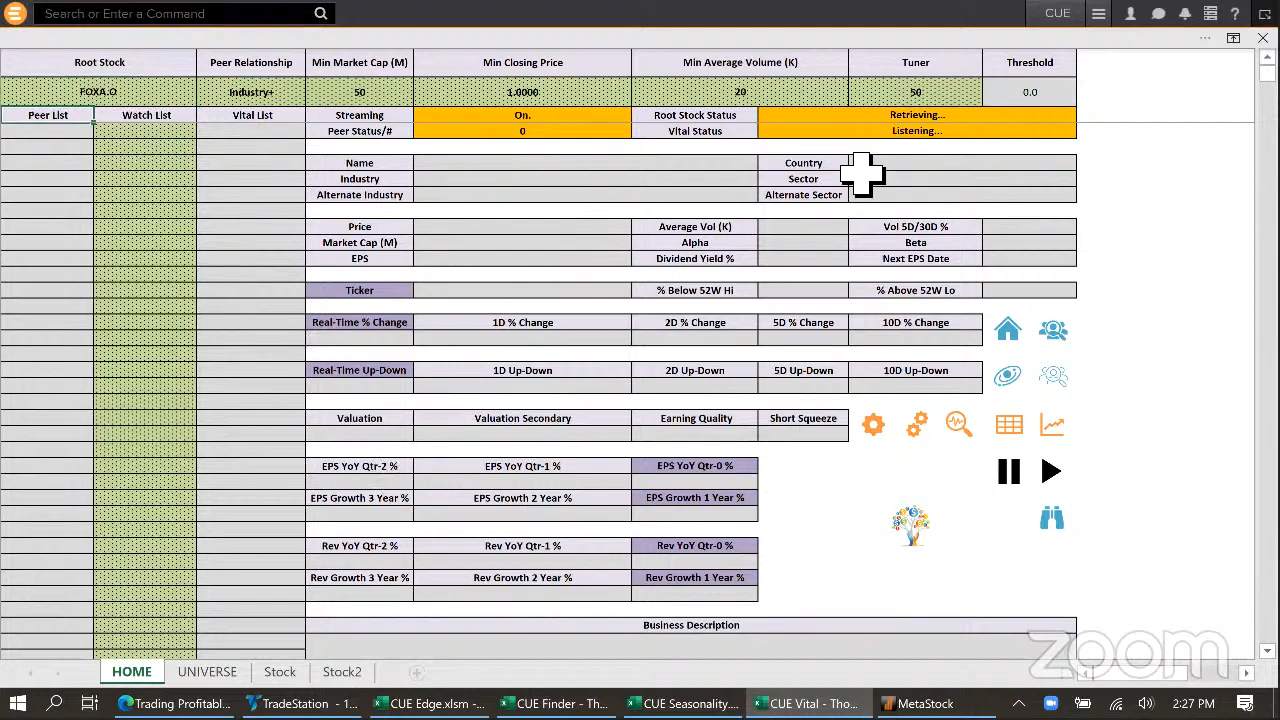 Search or Enter a Command
CUE
Root Stock Peer Relationship Min Market Cap (M) Min Closing Price Min Average Volume (K) Tuner Threshold
FOXA.O Industry+ 50 1.0000 20 50 0.0
Peer List Watch List Vital List Streaming On. Root Stock Status Retrieving...
Peer Status/# 0 Vital Status Listening...
Name Country
Industry Sector
Alternate Industry Alternate Sector
Price Average Vol (K) Vol 5D/30D %
Market Cap (M) Alpha Beta
EPS Dividend Yield % Next EPS Date
Ticker % Below 52W Hi % Above 52W Lo
Real-Time % Change 1D % Change 2D % Change 5D % Change 10D % Change
Real-Time Up-Down 1D Up-Down 2D Up-Down 5D Up-Down 10D Up-Down
Valuation Valuation Secondary Earning Quality Short Squeeze
EPS YoY Qtr-2 % EPS YoY Qtr-1 % EPS YoY Qtr-0 %
EPS Growth 3 Year % EPS Growth 2 Year % EPS Growth 1 Year %
Rev YoY Qtr-2 % Rev YoY Qtr-1 % Rev YoY Qtr-0 %
Rev Growth 3 Year % Rev Growth 2 Year % Rev Growth 1 Year %
Business Description
zoom
HOME UNIVERSE Stock Stock2
Trading Profitabl... TradeStation - 1... CUE Edge.xlsm -... CUE Seasonality.... CUE Vital - Tho... MetaStock 2:27 PM